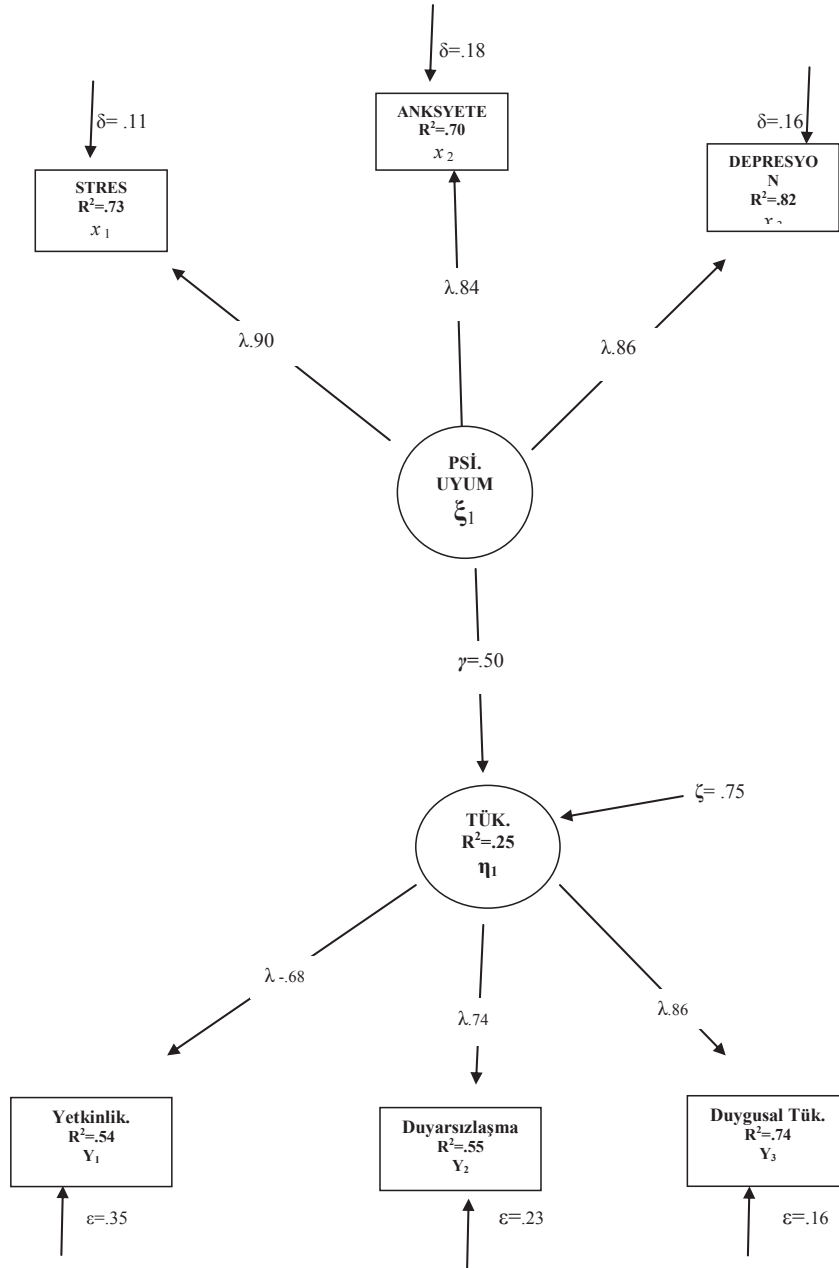 δ=.18
δ= .11
ANKSYETE
R²=.70
x 2
δ=.16
STRES
R²=.73
x 1
DEPRESYO
N
R²=.82
λ.84
λ.90
λ.86
PSİ.
UYUM
ξ1
γ=.50
ζ= .75
TÜK.
R²=.25
η1
λ -.68
λ.74
λ.86
Yetkinlik.
R²=.54
Y1
Duyarsızlaşma
R²=.55
Y2
Duygusal Tük.
R²=.74
Y3
ε=.35
ε=.23
ε=.16